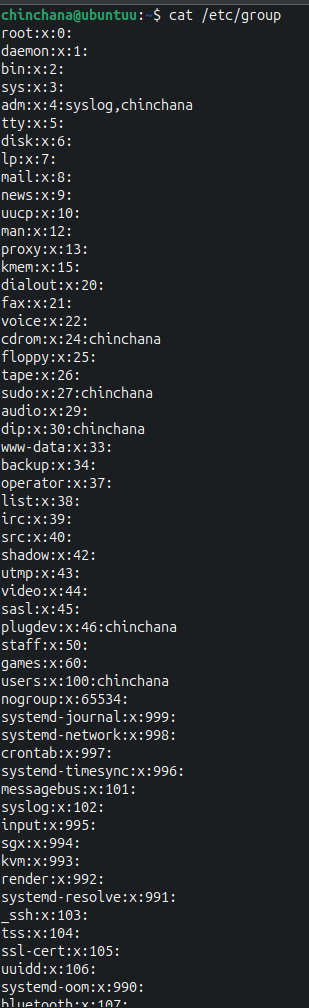 chinchana@ubuntuu:~$ cat /etc/group
root:x:0:
daemon:x:1:
bin:x:2:
sys:x:3:
adm:x:4:syslog,chinchana
tty:x:5:
disk:x:6:
lp:x:7:
mail:x:8:
news:x:9:
uucp:x:10:
man:x:12:
proxy:x:13:
kmem:x:15:
dialout:x:20:
fax:x:21:
voice:x:22:
cdrom:x:24:chinchana
floppy:x:25:
tape:x:26:
sudo:x:27:chinchana
audio:x:29:
dip:x:30:chinchana
www-data:x:33:
backup:x:34:
operator:x:37:
list:x:38:
irc:x:39:
src:x:40:
shadow:x:42:
utmp:x:43:
video:x:44:
sasl:x:45:
plugdev:x:46:chinchana
staff:x:50:
games:x:60:
users:x:100:chinchana
nogroup:x:65534:
systemd-journal:x:999:
systemd-network:x:998:
crontab:x:997:
systemd-timesync:x:996:
messagebus:x:101:
syslog:x:102:
input:x:995:
sgx:x:994:
kvm:x:993:
render:x:992:
systemd-resolve:x:991:
_ssh:x:103:
tss:x:104:
ssl-cert:x:105:
uuidd:x:106:
systemd-oom:x:990:
bluetooth:x:107: